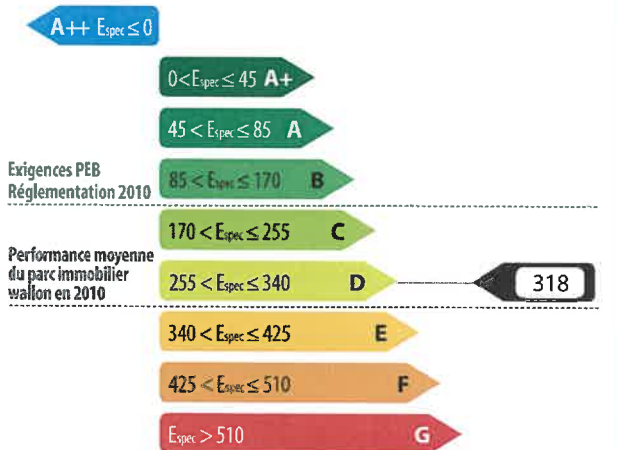 A++ Espec ≤ 0
0 < Espec ≤ 45 A+
45 < Espec ≤ 85 A
Exigences PEB
Réglementation 2010
85 < Espec ≤ 170 B
170 < Espec ≤ 255 C
Performance moyenne
du parc immobilier
wallon en 2010
255 < Espec ≤ 340 D
318
340 < Espec ≤ 425 E
425 < Espec ≤ 510 F
Espec > 510 G